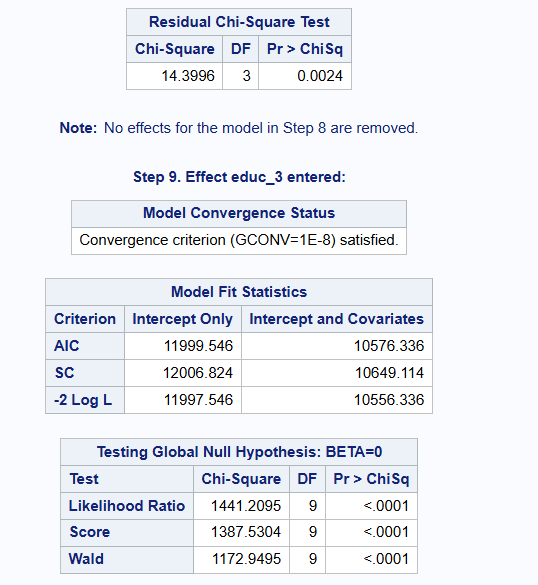 Residual Chi-Square Test
Chi-Square DF Pr > ChiSq
14.3996 3 0.0024
Note: No effects for the model in Step 8 are removed.
Step 9. Effect educ_3 entered:
Model Convergence Status
Convergence criterion (GCONV=1E-8) satisfied.
Model Fit Statistics
Criterion Intercept Only Intercept and Covariates
AIC 11999.546 10576.336
SC 12006.824 10649.114
-2 Log L 11997.546 10556.336
Testing Global Null Hypothesis: BETA=0
Test Chi-Square DF Pr > ChiSq
Likelihood Ratio 1441.2095 9 <.0001
Score 1387.5304 9 <.0001
Wald 1172.9495 9 <.0001